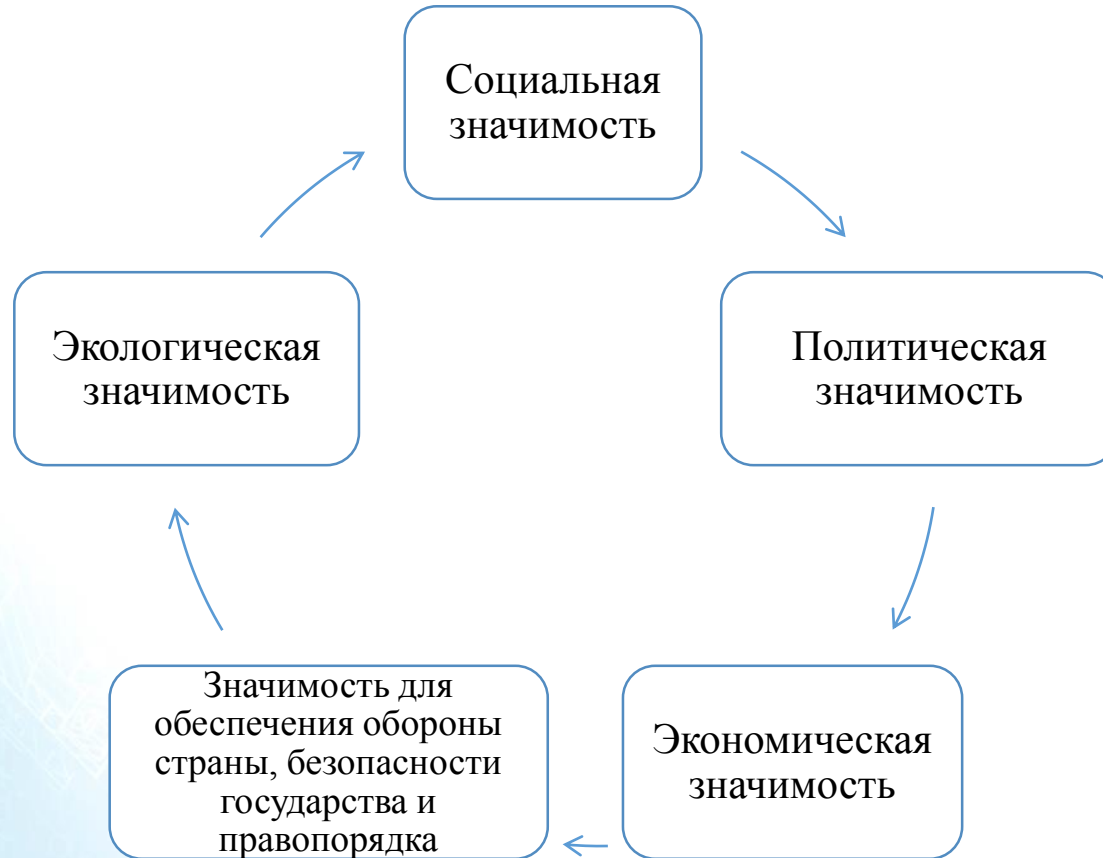 Социальная
значимость
Политическая
значимость
Экономическая
значимость
Значимость для
обеспечения обороны
страны, безопасности
государства и
правопорядка
Экологическая
значимость